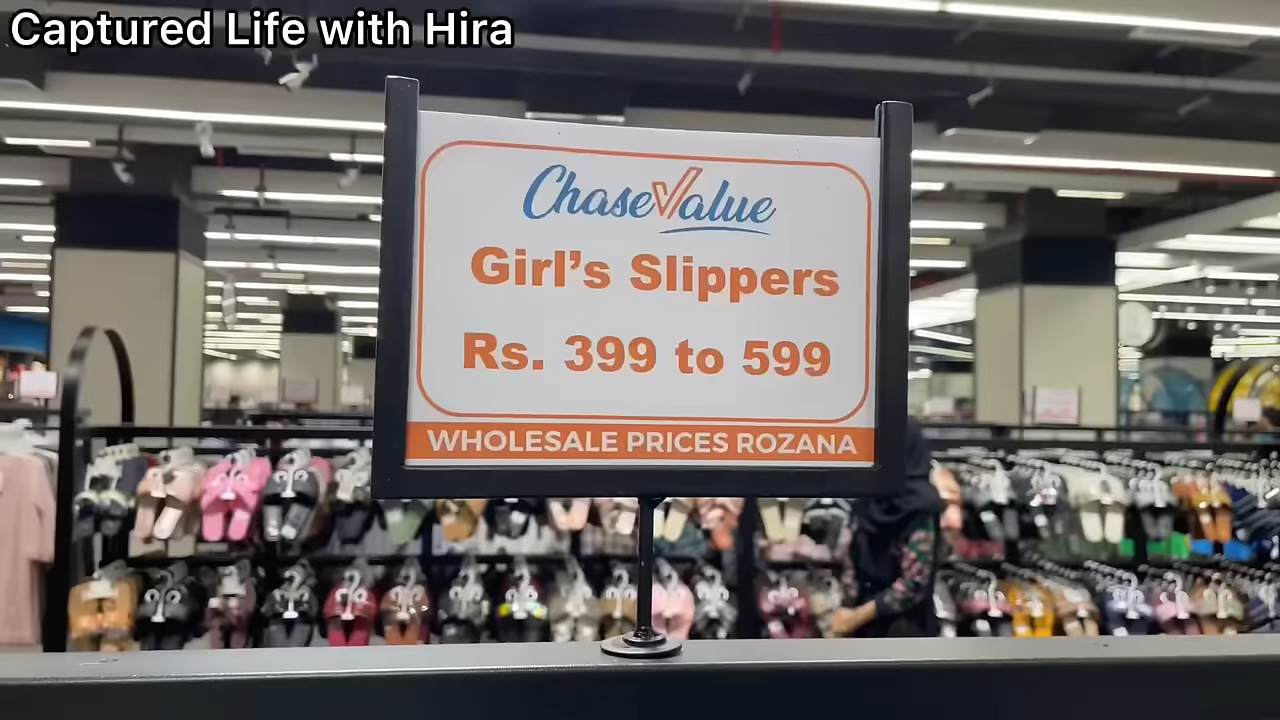 Captured Life with Hira
ChaseValue
Girl's Slippers
Rs. 399 to 599
WHOLESALE PRICES ROZANA